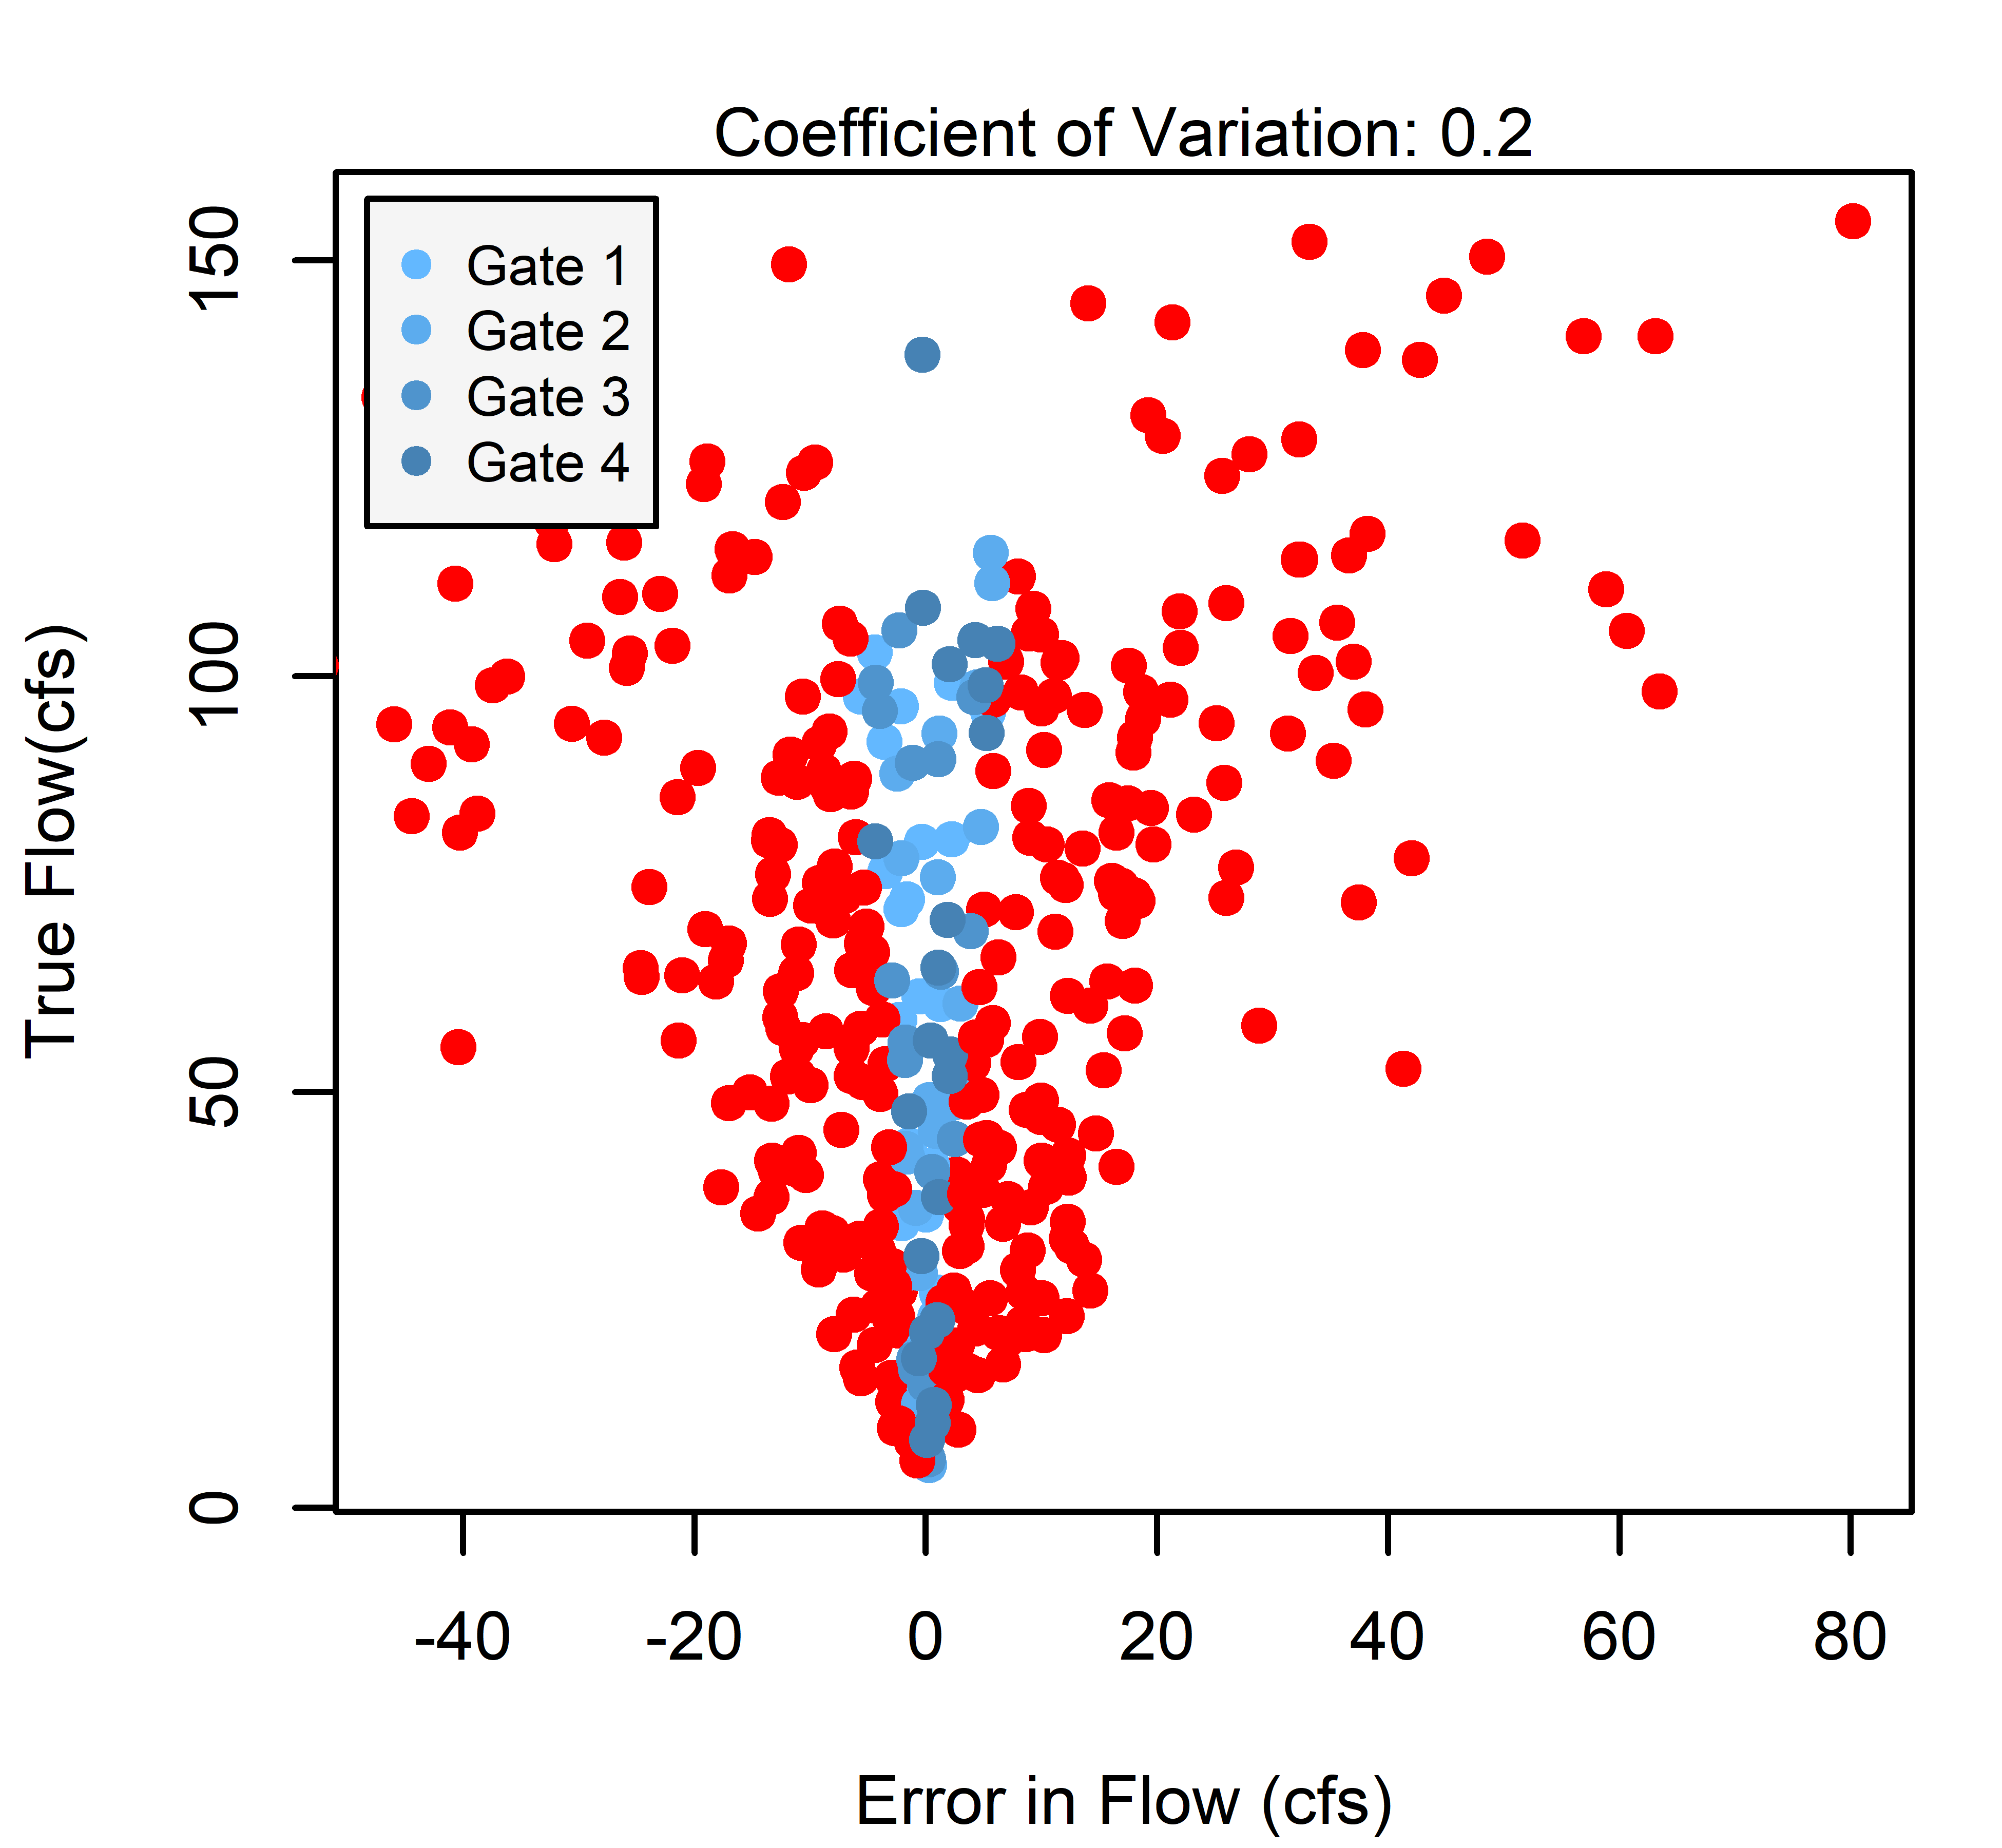 Coefficient of Variation: 0.2
Gate 1
Gate 2
Gate 3
Gate 4
True Flow(cfs)
150
100
50
0
-40 -20 0 20 40 60 80
Error in Flow (cfs)